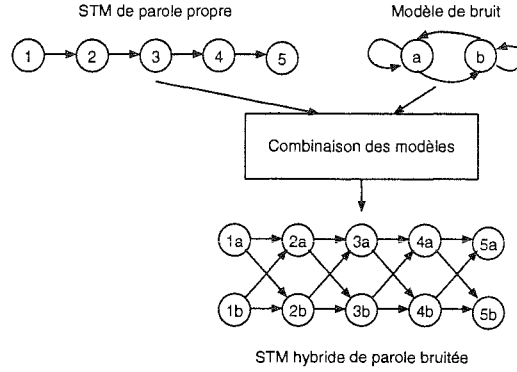 STM de parole propre
Modèle de bruit
1 2 3 4 5
a b
Combinaison des modèles
1a 2a 3a 4a 5a
1b 2b 3b 4b 5b
STM hybride de parole bruitée